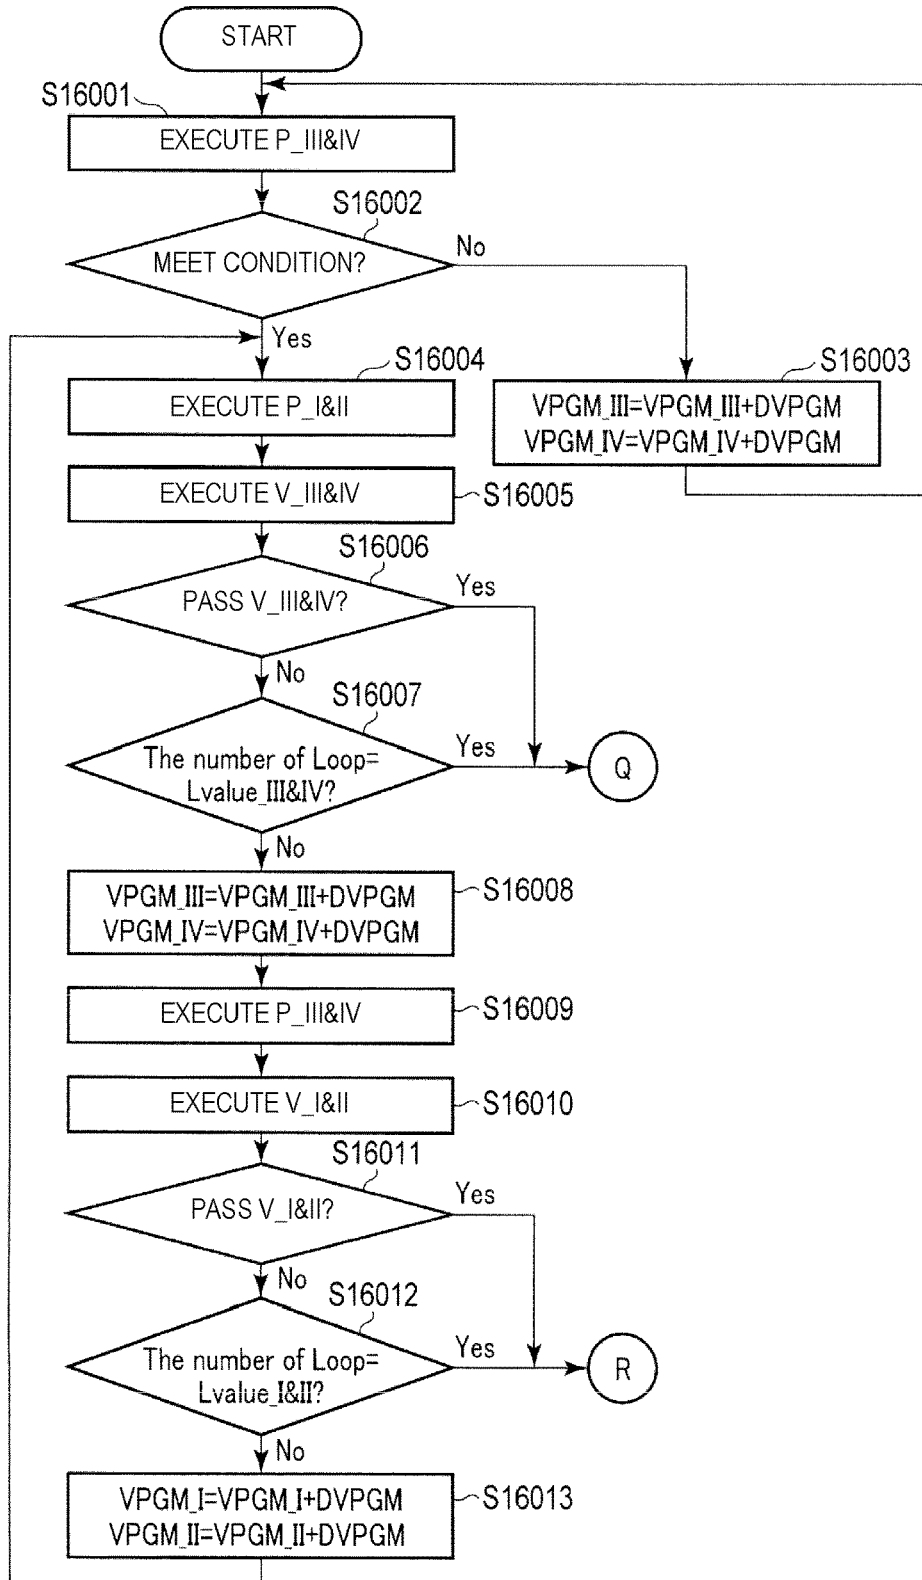 START
S16001
EXECUTE P_III&IV
S16002
MEET CONDITION?
No
Yes
S16003
VPGM_III=VPGM_III+DVPGM
VPGM_IV=VPGM_IV+DVPGM
S16004
EXECUTE P_I&II
EXECUTE V_III&IV
S16005
S16006
PASS V_III&IV?
Yes
No
S16007
The number of Loop=
Lvalue_III&IV?
Yes
Q
No
VPGM_III=VPGM_III+DVPGM
VPGM_IV=VPGM_IV+DVPGM
S16008
EXECUTE P_III&IV
S16009
EXECUTE V_I&II
S16010
S16011
PASS V_I&II?
Yes
No
S16012
The number of Loop=
Lvalue_I&II?
Yes
R
No
VPGM_I=VPGM_I+DVPGM
VPGM_II=VPGM_II+DVPGM
S16013